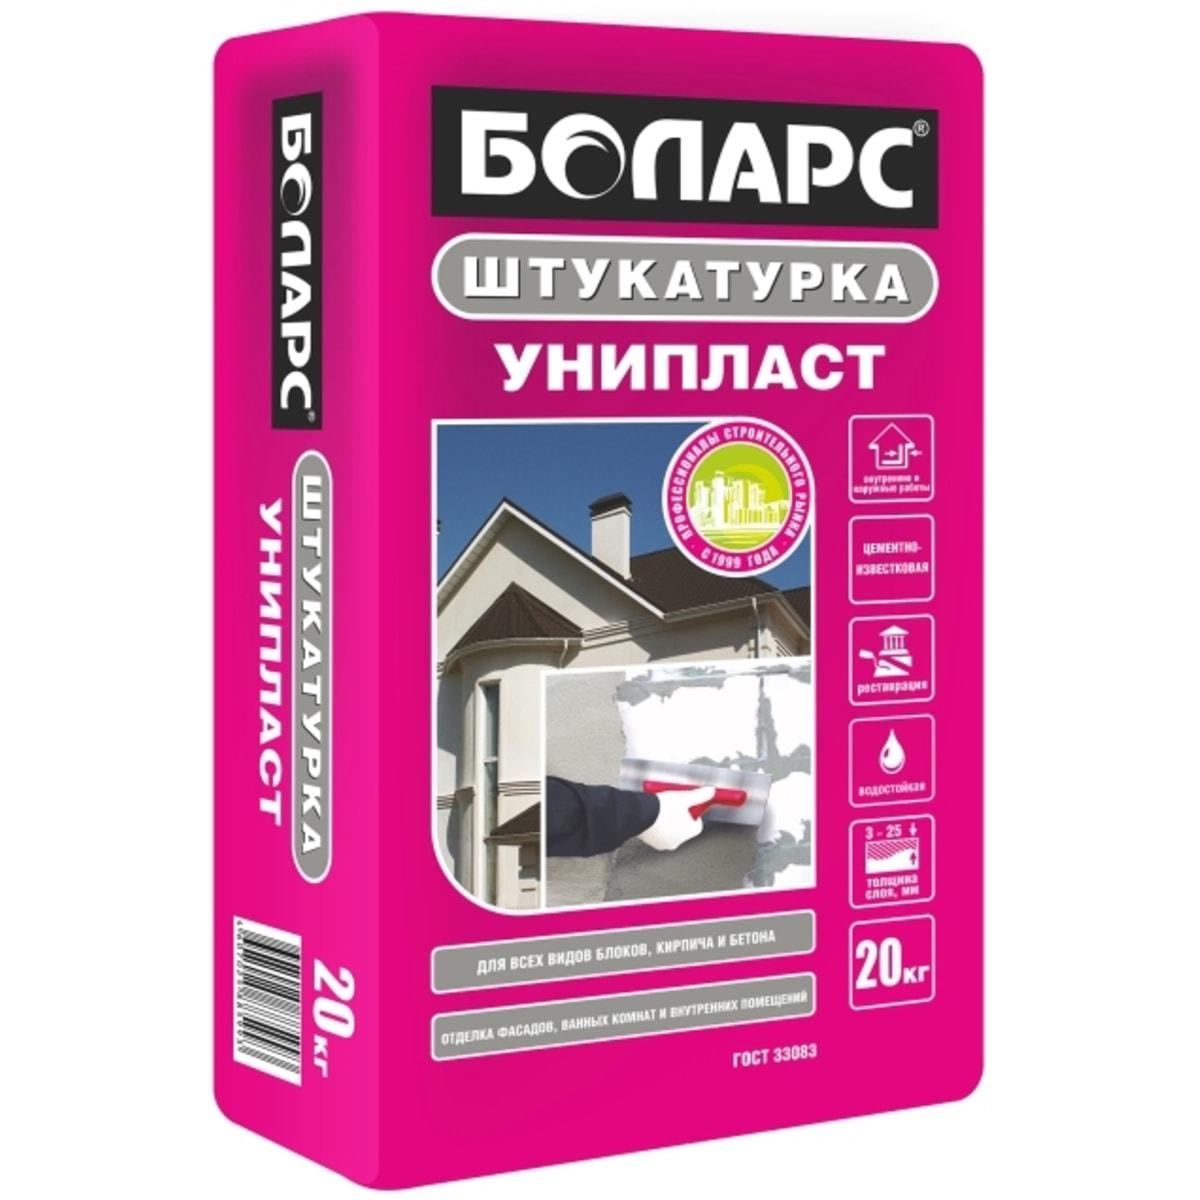 БОЛАРС®
ШТУКАТУРКА
УНИПЛАСТ
ПРОФЕССИОНАЛЫ СТРОИТЕЛЬНОГО РЫНКА
С 1999 ГОДА
внутренние и
наружные работы
ЦЕМЕНТНО-
ИЗВЕСТКОВАЯ
реставрация
водостойкая
3 - 25
толщина
слоя, мм
20кг
ДЛЯ ВСЕХ ВИДОВ БЛОКОВ, КИРПИЧА И БЕТОНА
ОТДЕЛКА ФАСАДОВ, ВАННЫХ КОМНАТ И ВНУТРЕННИХ ПОМЕЩЕНИЙ
ГОСТ 33083
БОЛАРС®
ШТУКАТУРКА
УНИПЛАСТ
20кг